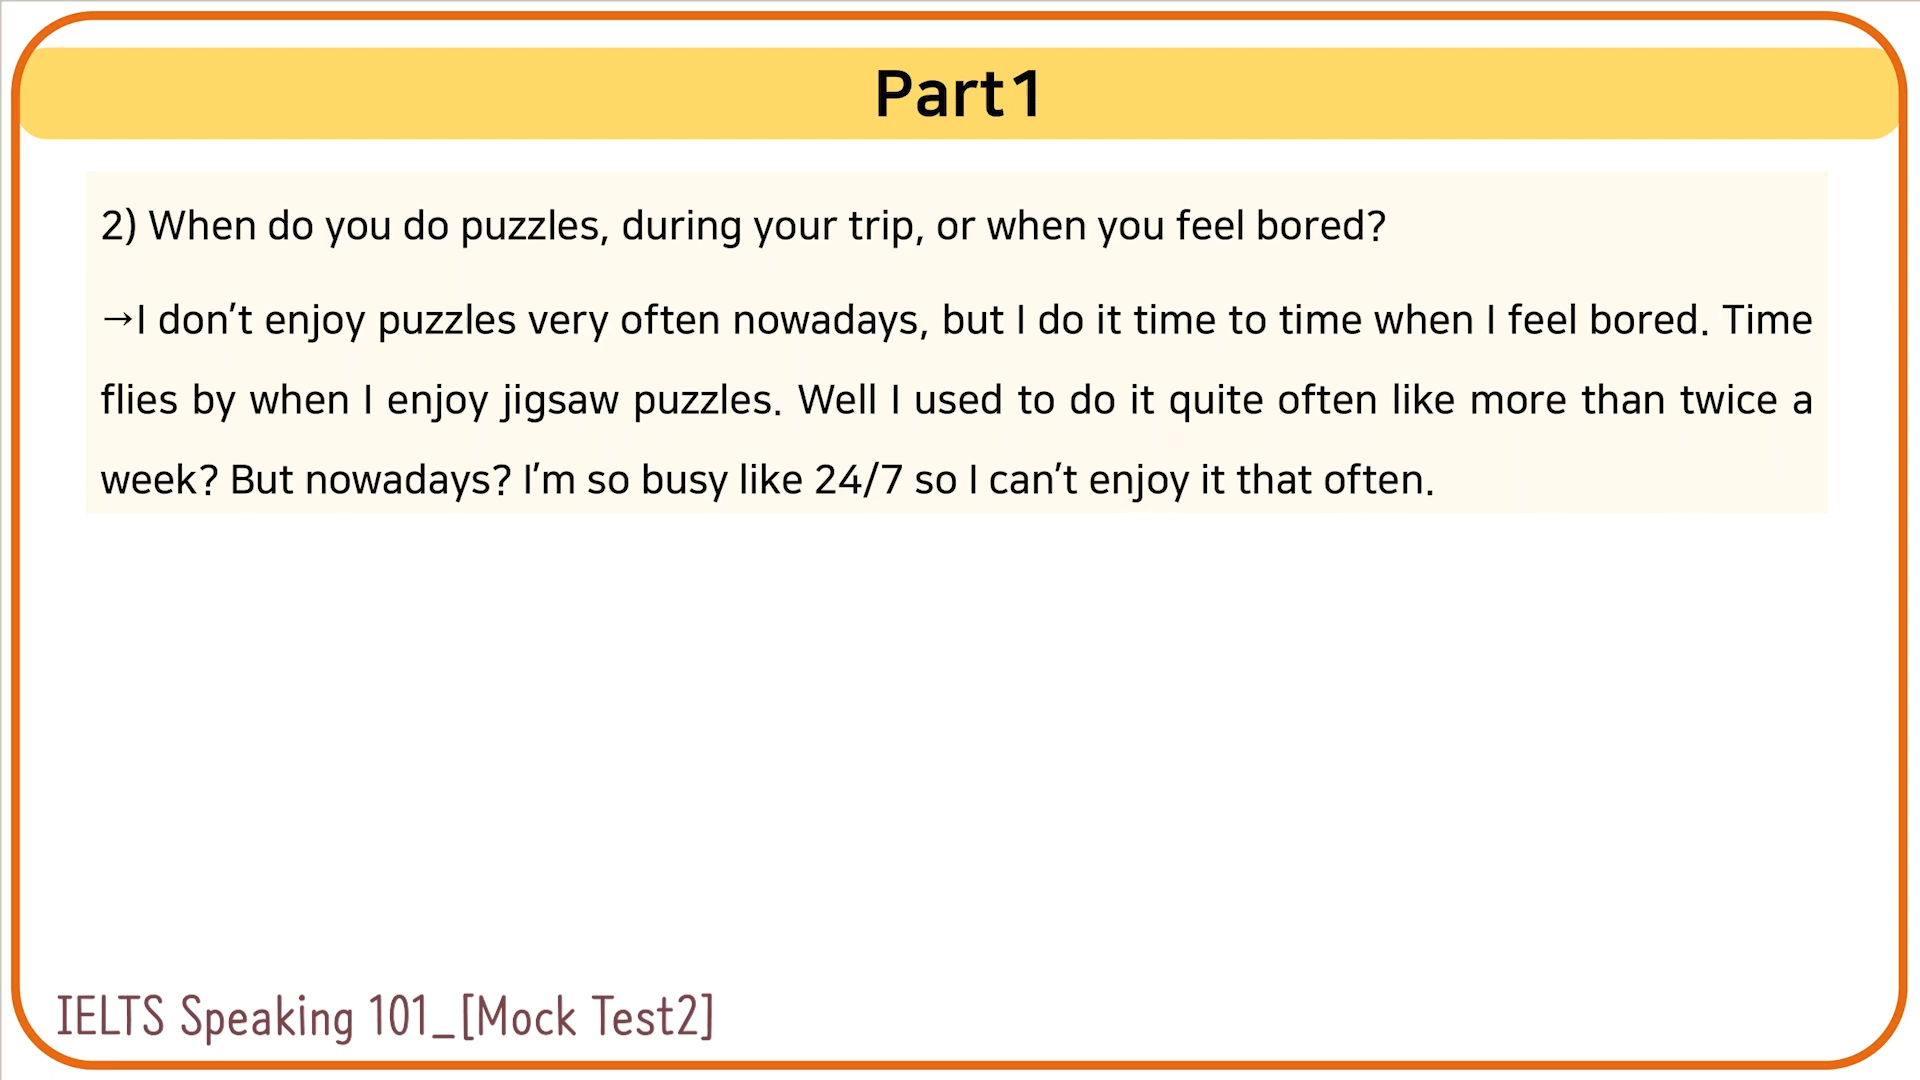 Part1
2) When do you do puzzles, during your trip, or when you feel bored?
→I don’t enjoy puzzles very often nowadays, but I do it time to time when I feel bored. Time
flies by when I enjoy jigsaw puzzles. Well I used to do it quite often like more than twice a
week? But nowadays? I’m so busy like 24/7 so I can’t enjoy it that often.
IELTS Speaking 101_[Mock Test2]